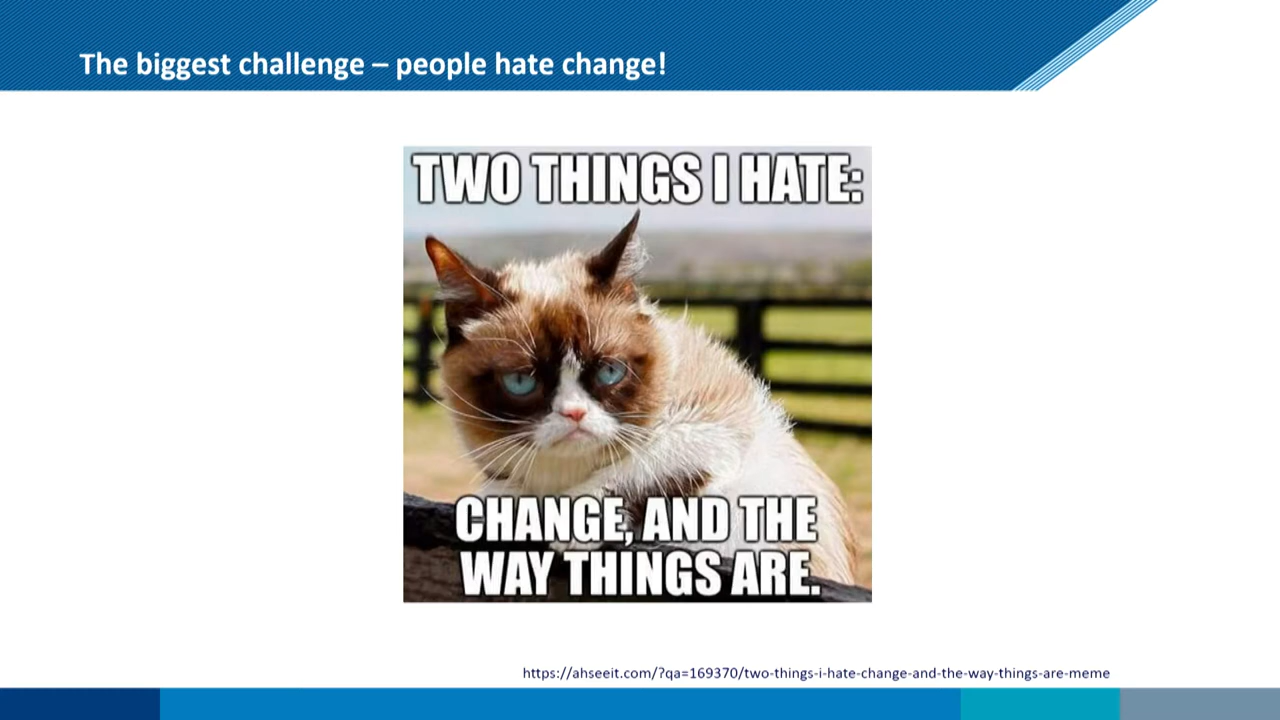 The biggest challenge – people hate change!
TWO THINGS I HATE:
CHANGE, AND THE
WAY THINGS ARE.
https://ahseeit.com/?qa=169370/two-things-i-hate-change-and-the-way-things-are-meme